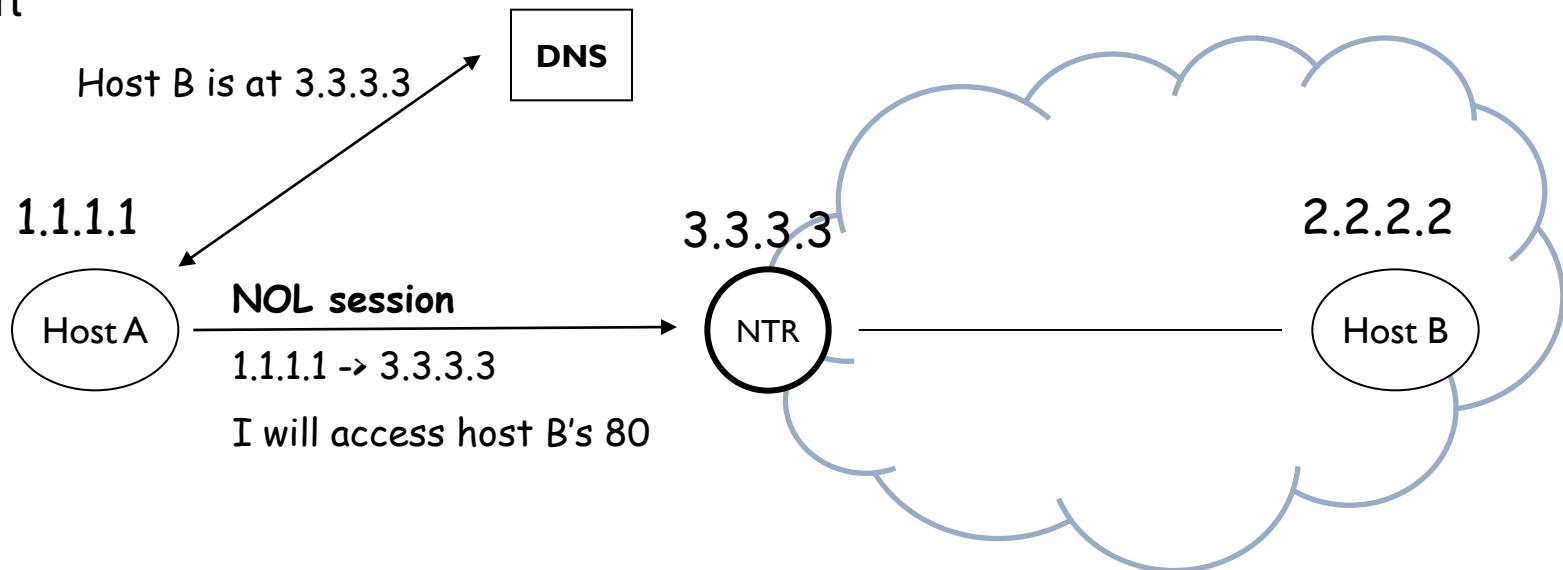 DNS
Host B is at 3.3.3.3
1.1.1.1
3.3.3.3
2.2.2.2
NOL session
Host A
NTR
Host B
1.1.1.1 -> 3.3.3.3
I will access host B's 80